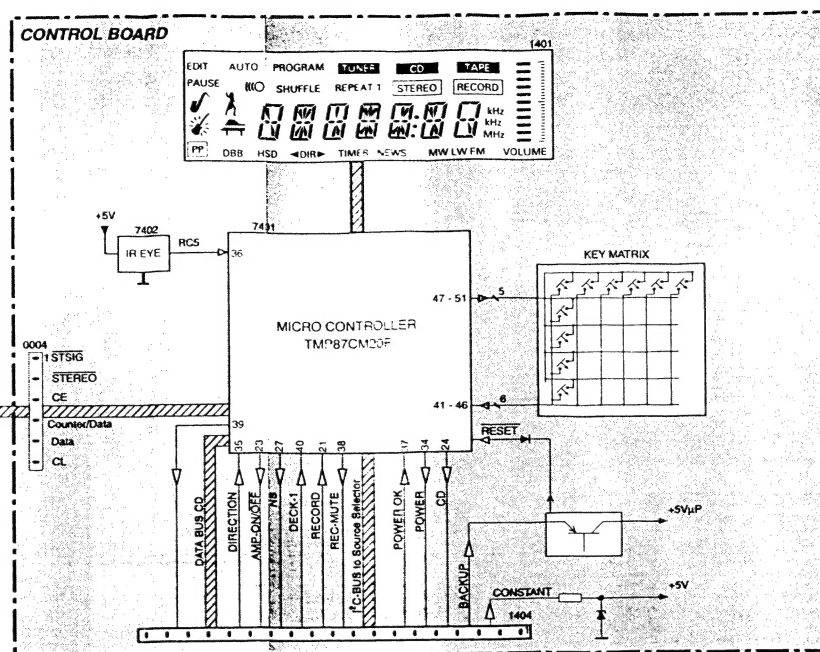 CONTROL BOARD
1401
EDIT AUTO PROGRAM TUNER CD TAPE
PAUSE SHUFFLE REPEAT 1 STEREO RECORD
kHz
kHz
MHz
PP DBB HSD ◄DIR► TIMER NEWS MW LW FM VOLUME
+5V
7402
IR EYE
RC5
7401
36
KEY MATRIX
47 - 51
5
MICRO CONTROLLER
TMP87CM20F
0004
1 STSIG
STEREO
CE
Counter/Data
Data
CL
41 - 46
6
39
35 23 27 40 21 38 17 34 24
RESET
DATA BUS CD
DIRECTION
AMP-ON/OFF
NB
DECK-1
RECORD
REC-MUTE
I²C-BUS to Source Selector
POWER OK
POWER
CD
BACKUP
+5VµP
CONSTANT
+5V
1404